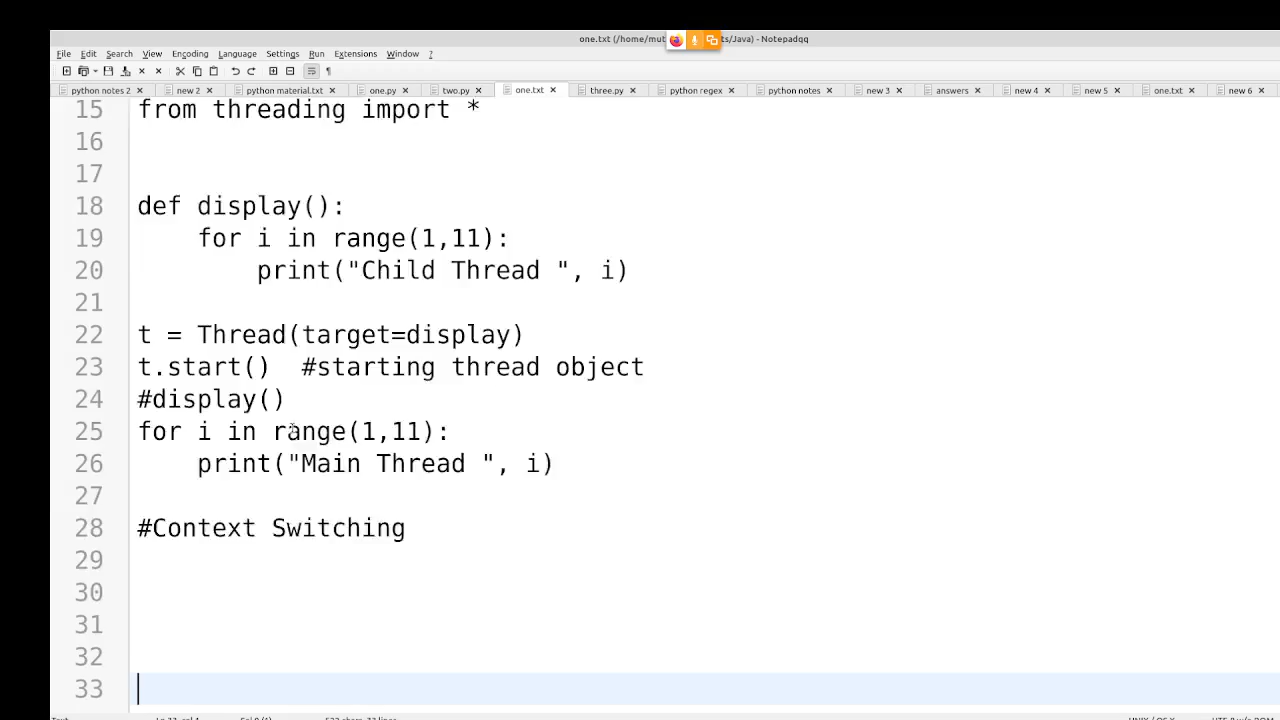 one.txt (/home/mut ts/Java) - Notepadqq
File Edit Search View Encoding Language Settings Run Extensions Window ?
python notes 2 new 2 python material.txt one.py two.py one.txt three.py python regex python notes new 3 answers new 4 new 5 one.txt new 6
15 from threading import *
16
17
18 def display():
19 for i in range(1,11):
20 print("Child Thread ", i)
21
22 t = Thread(target=display)
23 t.start() #starting thread object
24 #display()
25 for i in range(1,11):
26 print("Main Thread ", i)
27
28 #Context Switching
29
30
31
32
33